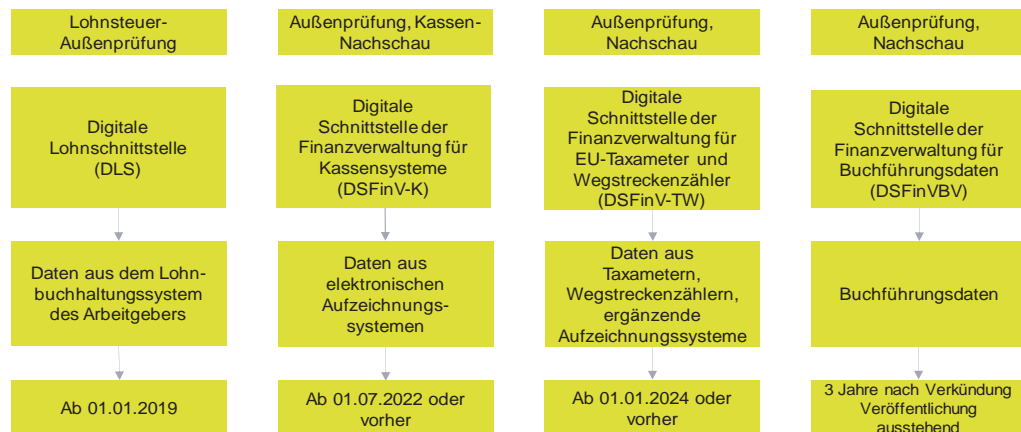 Lohnsteuer-
Außenprüfung
Außenprüfung, Kassen-
Nachschau
Außenprüfung,
Nachschau
Außenprüfung,
Nachschau
Digitale
Lohnschnittstelle
(DLS)
Digitale
Schnittstelle der
Finanzverwaltung für
Kassensysteme
(DSFinV-K)
Digitale
Schnittstelle der
Finanzverwaltung für
EU-Taxameter und
Wegstreckenzähler
(DSFinV-TW)
Digitale
Schnittstelle der
Finanzverwaltung für
Buchführungsdaten
(DSFinVBV)
Daten aus dem Lohn-
buchhaltungssystem
des Arbeitgebers
Daten aus
elektronischen
Aufzeichnungs-
systemen
Daten aus
Taxametern,
Wegstreckenzählern,
ergänzende
Aufzeichnungssysteme
Buchführungsdaten
Ab 01.01.2019
Ab 01.07.2022 oder
vorher
Ab 01.01.2024 oder
vorher
3 Jahre nach Verkündung
Veröffentlichung
ausstehend